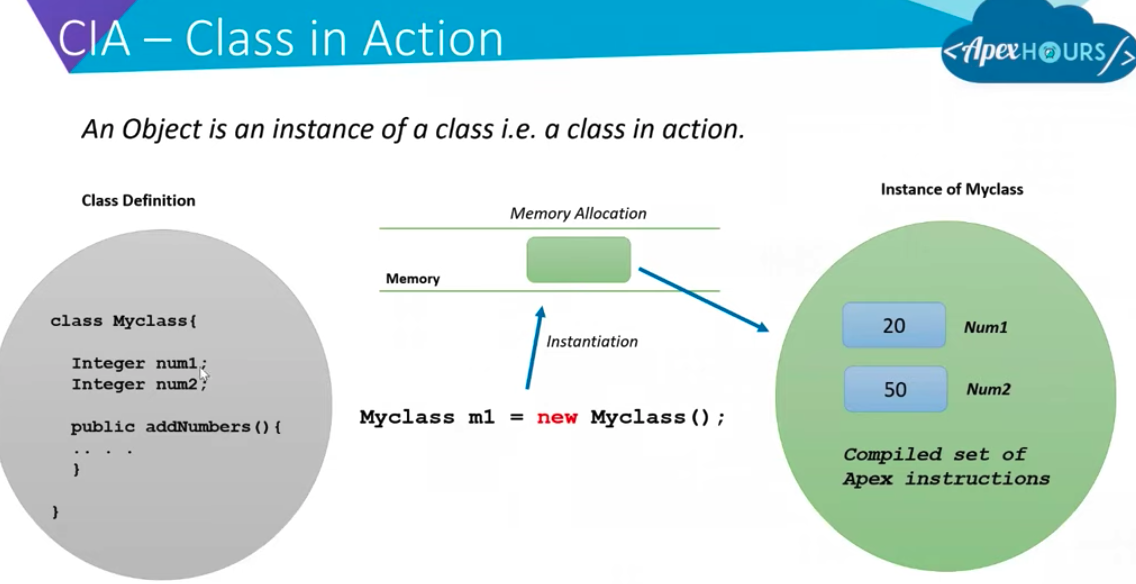 CIA – Class in Action
<ApexHOURS/>
An Object is an instance of a class i.e. a class in action.
Class Definition
class Myclass{
Integer num1;
Integer num2;
public addNumbers(){
.. . .
}
}
Memory Allocation
Memory
Instantiation
Myclass m1 = new Myclass();
Instance of Myclass
20 Num1
50 Num2
Compiled set of
Apex instructions